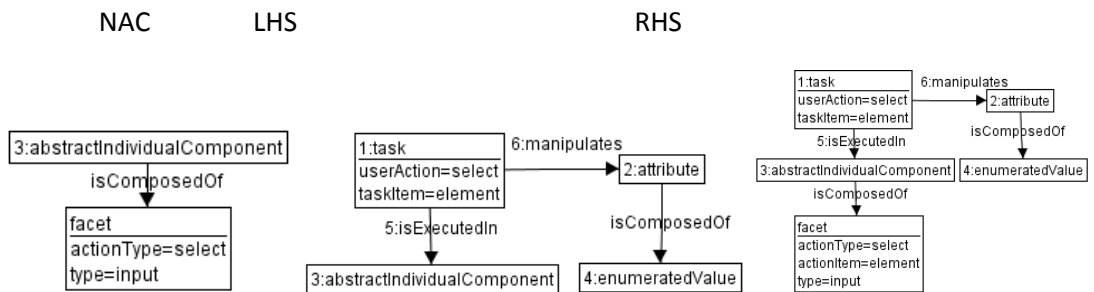 NAC LHS RHS
3:abstractIndividualComponent
isComposedOf
facet
actionType=select
type=input
1:task
userAction=select
taskItem=element
6:manipulates
2:attribute
5:isExecutedIn
isComposedOf
3:abstractIndividualComponent
4:enumeratedValue
1:task
userAction=select
taskItem=element
6:manipulates
2:attribute
5:isExecutedIn
isComposedOf
3:abstractIndividualComponent
4:enumeratedValue
isComposedOf
facet
actionType=select
actionItem=element
type=input